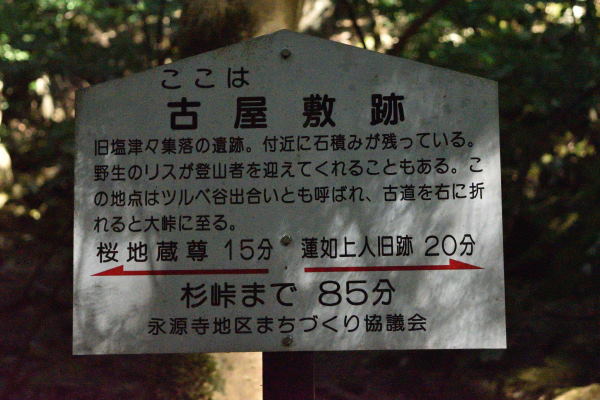 ここは
古屋敷跡
旧塩津々集落の遺跡。付近に石積みが残っている。
野生のリスが登山者を迎えてくれることもある。こ
の地点はツルベ谷出合いとも呼ばれ、古道を右に折
れると大峠に至る。
桜地蔵尊 15分 蓮如上人旧跡 20分
杉峠まで 85分
永源寺地区まちづくり協議会